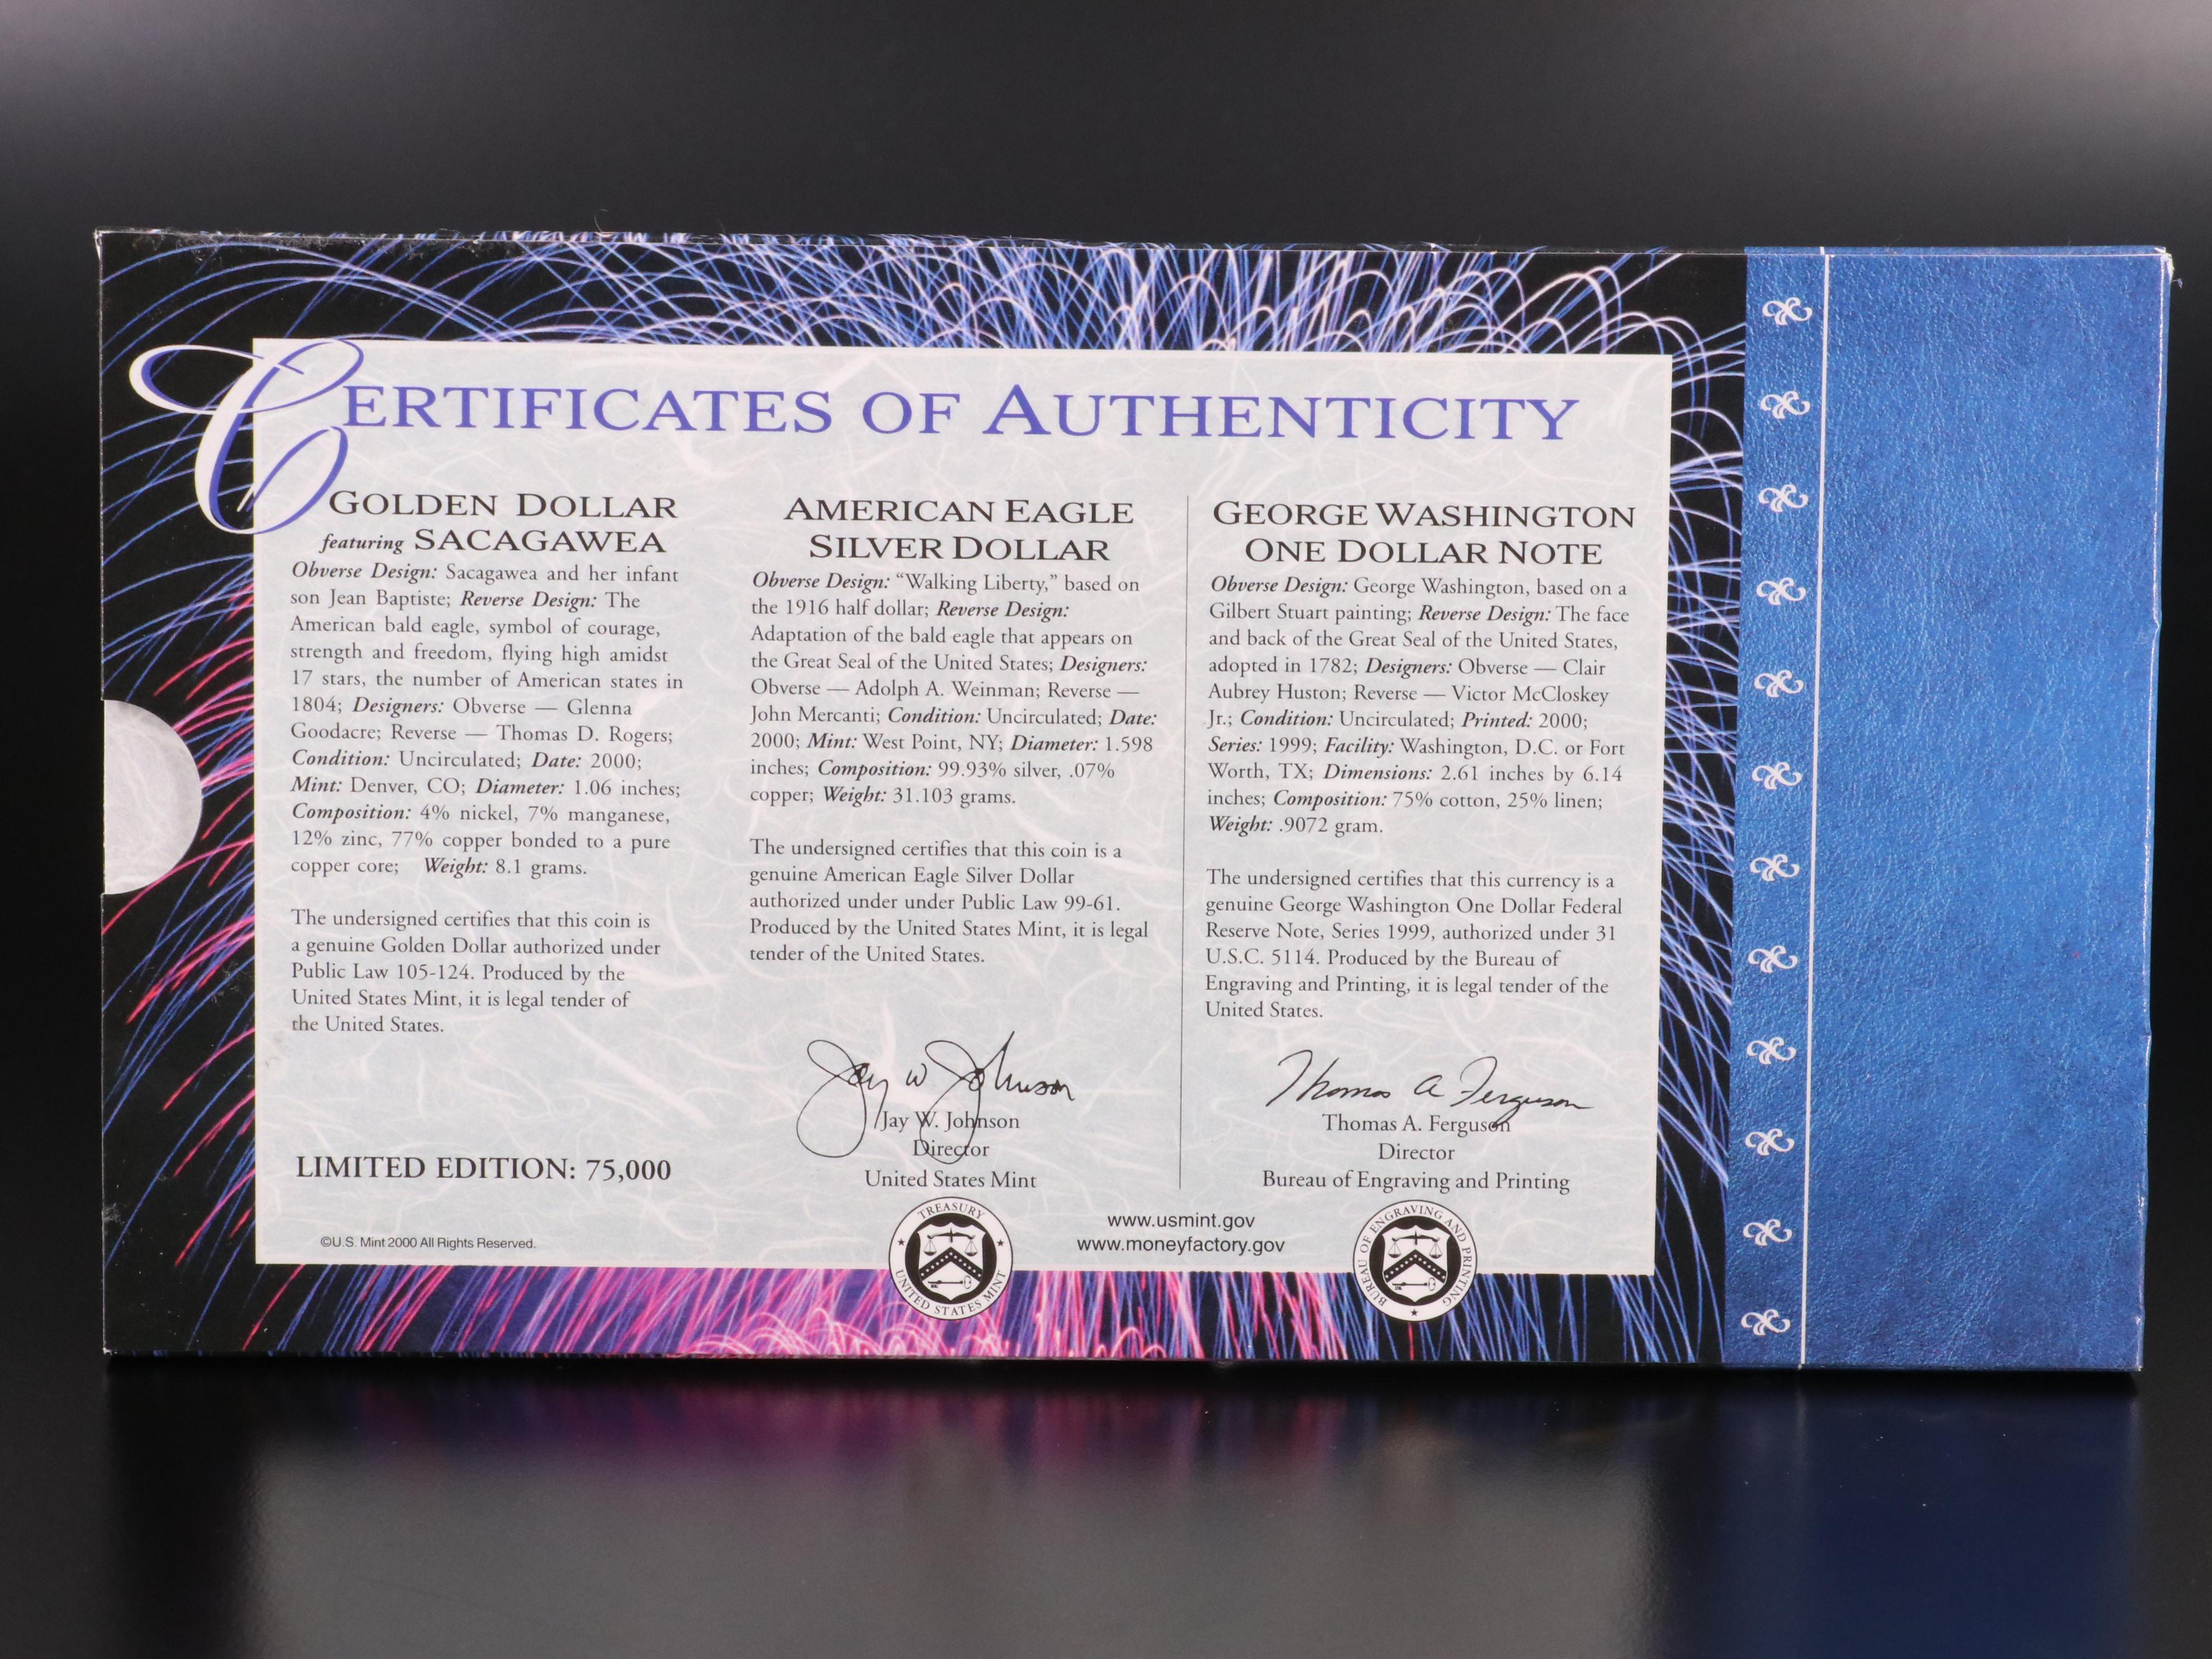 CERTIFICATES OF AUTHENTICITY
GOLDEN DOLLAR
featuring SACAGAWEA
Obverse Design: Sacagawea and her infant
son Jean Baptiste; Reverse Design: The
American bald eagle, symbol of courage,
strength and freedom, flying high amidst
17 stars, the number of American states in
1804; Designers: Obverse — Glenna
Goodacre; Reverse — Thomas D. Rogers;
Condition: Uncirculated; Date: 2000;
Mint: Denver, CO; Diameter: 1.06 inches;
Composition: 4% nickel, 7% manganese,
12% zinc, 77% copper bonded to a pure
copper core; Weight: 8.1 grams.
The undersigned certifies that this coin is
a genuine Golden Dollar authorized under
Public Law 105-124. Produced by the
United States Mint, it is legal tender of
the United States.
LIMITED EDITION: 75,000
©U.S. Mint 2000 All Rights Reserved.
AMERICAN EAGLE
SILVER DOLLAR
Obverse Design: “Walking Liberty,” based on
the 1916 half dollar; Reverse Design:
Adaptation of the bald eagle that appears on
the Great Seal of the United States; Designers:
Obverse — Adolph A. Weinman; Reverse —
John Mercanti; Condition: Uncirculated; Date:
2000; Mint: West Point, NY; Diameter: 1.598
inches; Composition: 99.93% silver, .07%
copper; Weight: 31.103 grams.
The undersigned certifies that this coin is a
genuine American Eagle Silver Dollar
authorized under under Public Law 99-61.
Produced by the United States Mint, it is legal
tender of the United States.
Jay W Johnson
Jay W. Johnson
Director
United States Mint
TREASURY
UNITED STATES MINT
GEORGE WASHINGTON
ONE DOLLAR NOTE
Obverse Design: George Washington, based on a
Gilbert Stuart painting; Reverse Design: The face
and back of the Great Seal of the United States,
adopted in 1782; Designers: Obverse — Clair
Aubrey Huston; Reverse — Victor McCloskey
Jr.; Condition: Uncirculated; Printed: 2000;
Series: 1999; Facility: Washington, D.C. or Fort
Worth, TX; Dimensions: 2.61 inches by 6.14
inches; Composition: 75% cotton, 25% linen;
Weight: .9072 gram.
The undersigned certifies that this currency is a
genuine George Washington One Dollar Federal
Reserve Note, Series 1999, authorized under 31
U.S.C. 5114. Produced by the Bureau of
Engraving and Printing, it is legal tender of the
United States.
Thomas A Ferguson
Thomas A. Ferguson
Director
Bureau of Engraving and Printing
www.usmint.gov
www.moneyfactory.gov
BUREAU OF ENGRAVING AND PRINTING